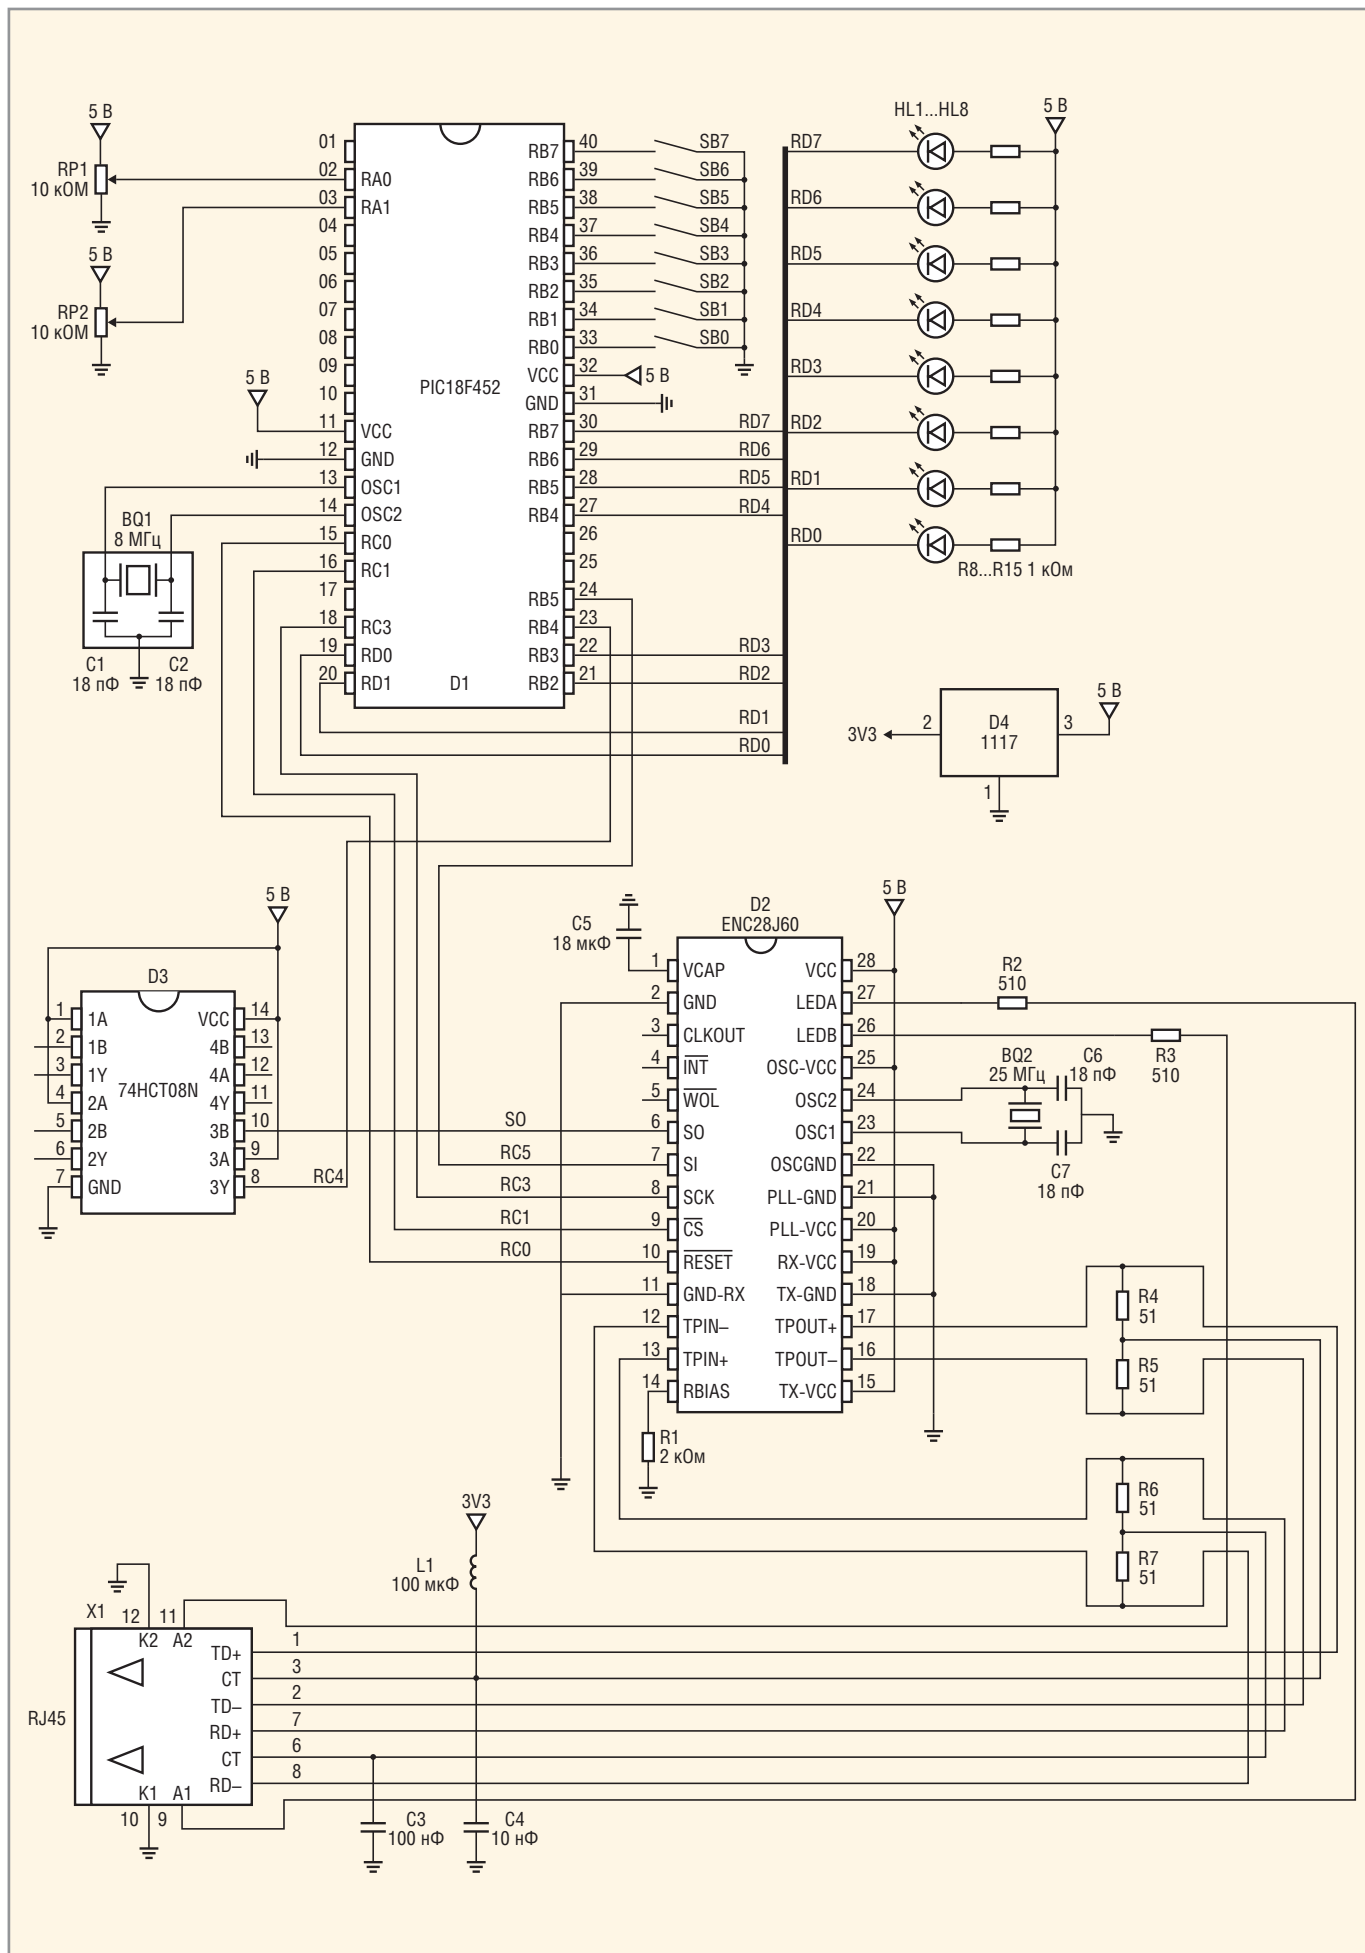 5 В
RP1
10 кОМ
5 В
RP2
10 кОМ
01
02 RA0
03 RA1
04
05
06
07
08
09
10
5 В
11 VCC
12 GND
13 OSC1
14 OSC2
15 RC0
16 RC1
17
18 RC3
19 RD0
20 RD1
PIC18F452
D1
RB7 40 SB7
RB6 39 SB6
RB5 38 SB5
RB4 37 SB4
RB3 36 SB3
RB2 35 SB2
RB1 34 SB1
RB0 33 SB0
VCC 32 5 В
GND 31
RB7 30 RD7
RB6 29 RD6
RB5 28 RD5
RB4 27 RD4
26
25
RB5 24
RB4 23
RB3 22 RD3
RB2 21 RD2
RD1
RD0
BQ1
8 МГц
C1
18 пФ
C2
18 пФ
HL1...HL8
5 В
RD7
RD6
RD5
RD4
RD3
RD2
RD1
RD0
R8...R15 1 кОм
5 В
3V3 2 D4 3
1117
1
5 В
D3
1 1A
2 1B
3 1Y
4 2A
5 2B
6 2Y
7 GND
74HCT08N
VCC 14
4B 13
4A 12
4Y 11
3B 10
3A 9
3Y 8
SO
RC5
RC4
RC3
RC1
RC0
C5
18 мкФ
D2
ENC28J60
5 В
1 VCAP
2 GND
3 CLKOUT
4 INT
5 WOL
6 SO
7 SI
8 SCK
9 CS
10 RESET
11 GND-RX
12 TPIN–
13 TPIN+
14 RBIAS
VCC 28
LEDA 27
LEDB 26
OSC-VCC 25
OSC2 24
OSC1 23
OSCGND 22
PLL-GND 21
PLL-VCC 20
RX-VCC 19
TX-GND 18
TPOUT+ 17
TPOUT– 16
TX-VCC 15
R2
510
R3
510
BQ2
25 МГц
C6
18 пФ
C7
18 пФ
R4
51
R5
51
R1
2 кОм
R6
51
R7
51
3V3
L1
100 мкФ
X1
12 11
K2 A2
RJ45
TD+ 1
CT 3
TD– 2
RD+ 7
CT 6
RD– 8
K1 A1
10 9
C3
100 нФ
C4
10 нФ